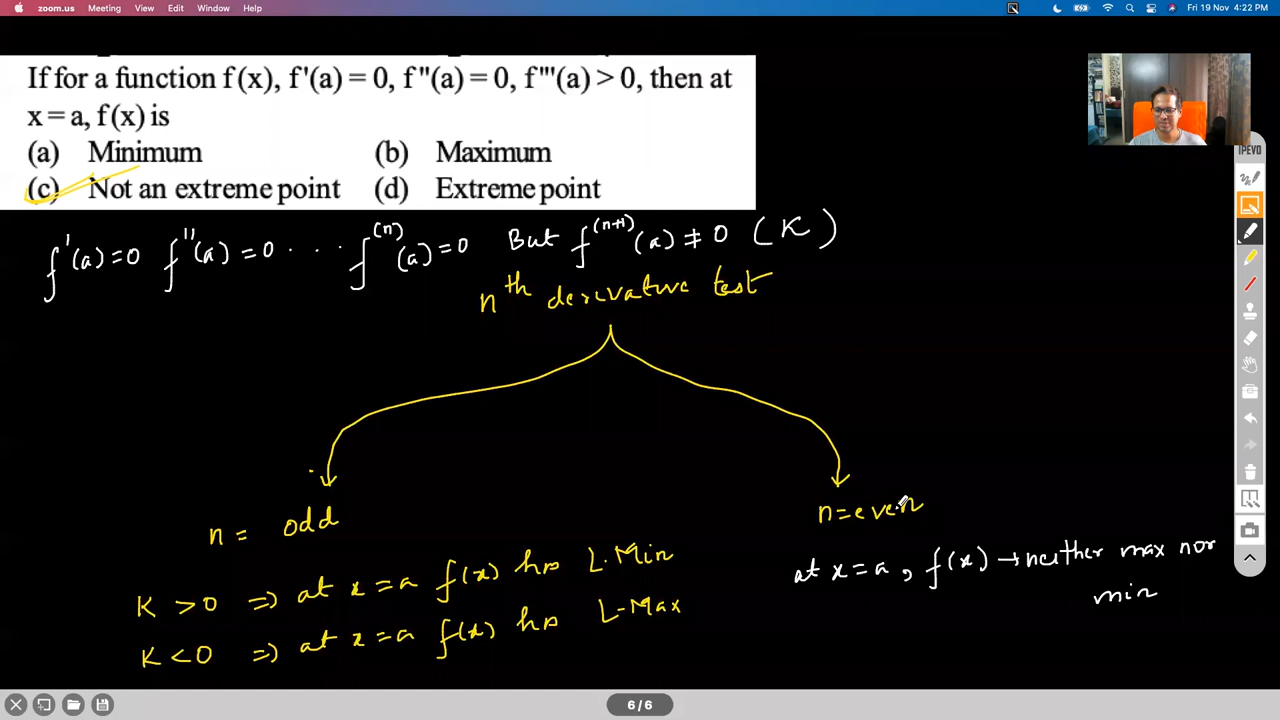 zoom.us Meeting View Edit Window Help Fri 19 Nov 4:22 PM
If for a function f (x), f '(a) = 0, f "(a) = 0, f '"(a) > 0, then at
x = a, f (x) is
(a) Minimum (b) Maximum
(c) Not an extreme point (d) Extreme point
f'(a)=0 f''(a)=0 . . . f^(n)(a)=0 But f^(n+1)(a) ≠ 0 (K)
nth derivative test
n = odd
n=even
K > 0 => at x = a f(x) has L.Min
K < 0 => at x = a f(x) has L-Max
at x = a, f(x) → neither max nor
min
IPEVO
6 / 6